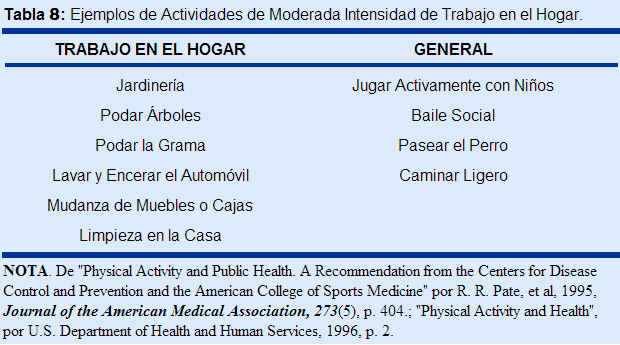 Tabla 8: Ejemplos de Actividades de Moderada Intensidad de Trabajo en el Hogar.
TRABAJO EN EL HOGAR GENERAL
Jardinería Jugar Activamente con Niños
Podar Árboles Baile Social
Podar la Grama Pasear el Perro
Lavar y Encerar el Automóvil Caminar Ligero
Mudanza de Muebles o Cajas
Limpieza en la Casa
NOTA. De "Physical Activity and Public Health. A Recommendation from the Centers for Disease
Control and Prevention and the American College of Sports Medicine" por R. R. Pate, et al, 1995,
Journal of the American Medical Association, 273(5), p. 404.; "Physical Activity and Health",
por U.S. Department of Health and Human Services, 1996, p. 2.